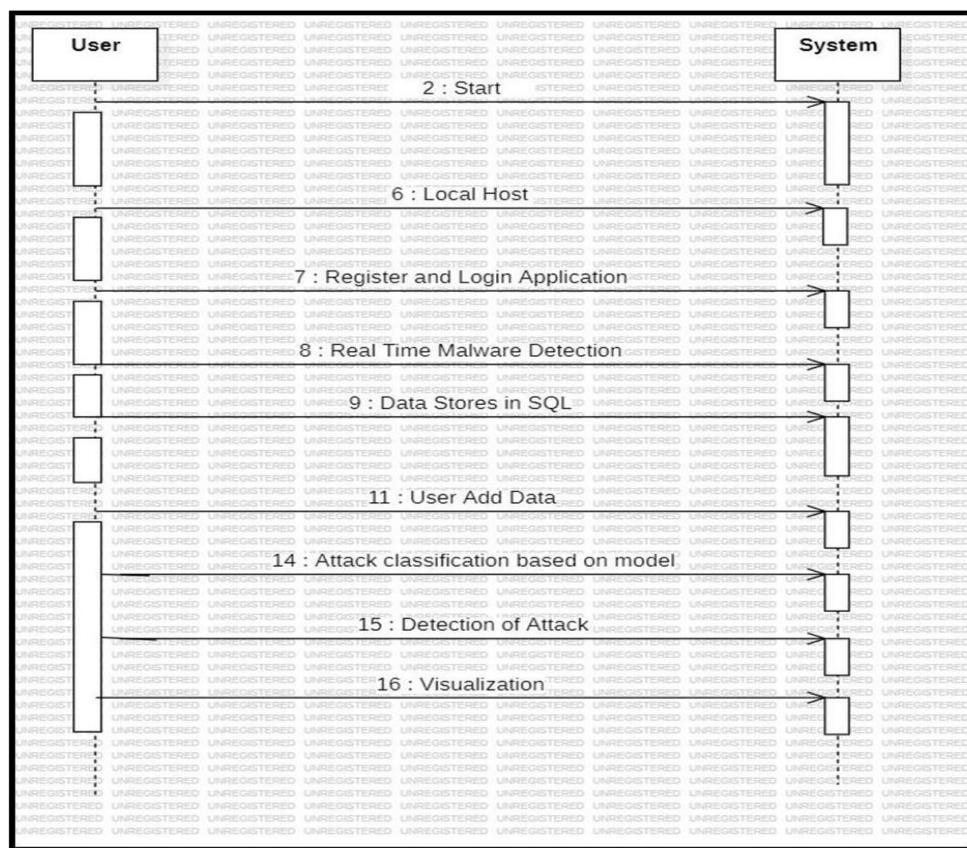 User
System
2 : Start
6 : Local Host
7 : Register and Login Application
8 : Real Time Malware Detection
9 : Data Stores in SQL
11 : User Add Data
14 : Attack classification based on model
15 : Detection of Attack
16 : Visualization
UNREGISTERED